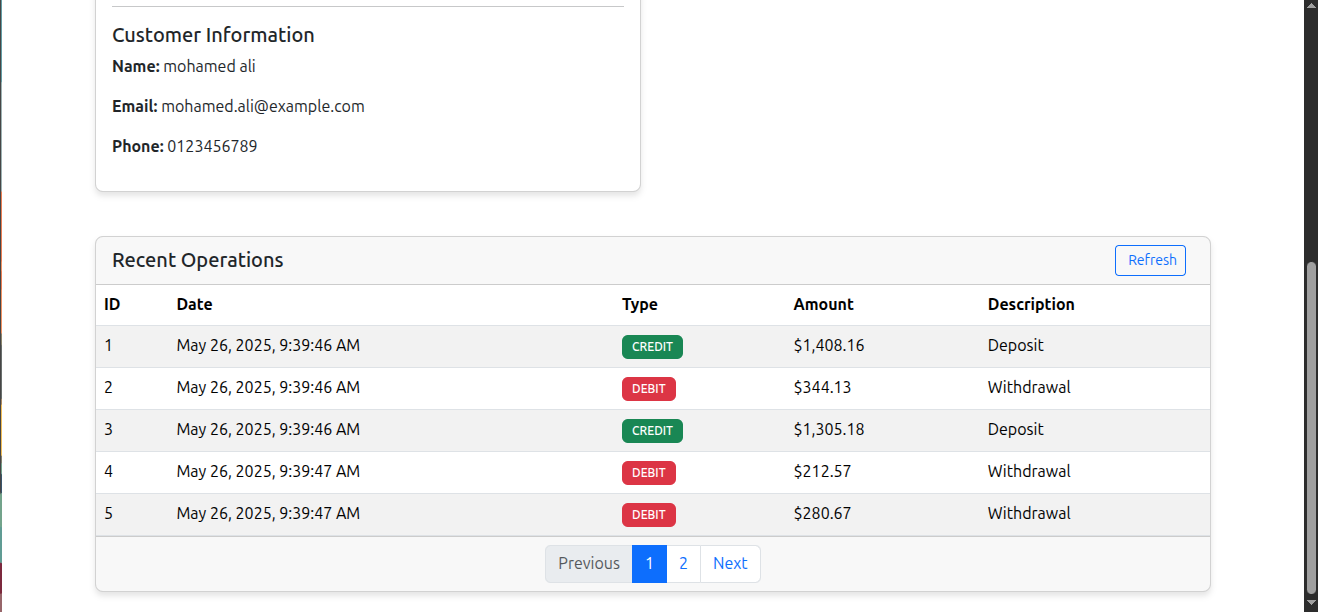 Customer Information
Name: mohamed ali
Email: mohamed.ali@example.com
Phone: 0123456789
Recent Operations Refresh
ID Date Type Amount Description
1 May 26, 2025, 9:39:46 AM CREDIT $1,408.16 Deposit
2 May 26, 2025, 9:39:46 AM DEBIT $344.13 Withdrawal
3 May 26, 2025, 9:39:46 AM CREDIT $1,305.18 Deposit
4 May 26, 2025, 9:39:47 AM DEBIT $212.57 Withdrawal
5 May 26, 2025, 9:39:47 AM DEBIT $280.67 Withdrawal
Previous 1 2 Next